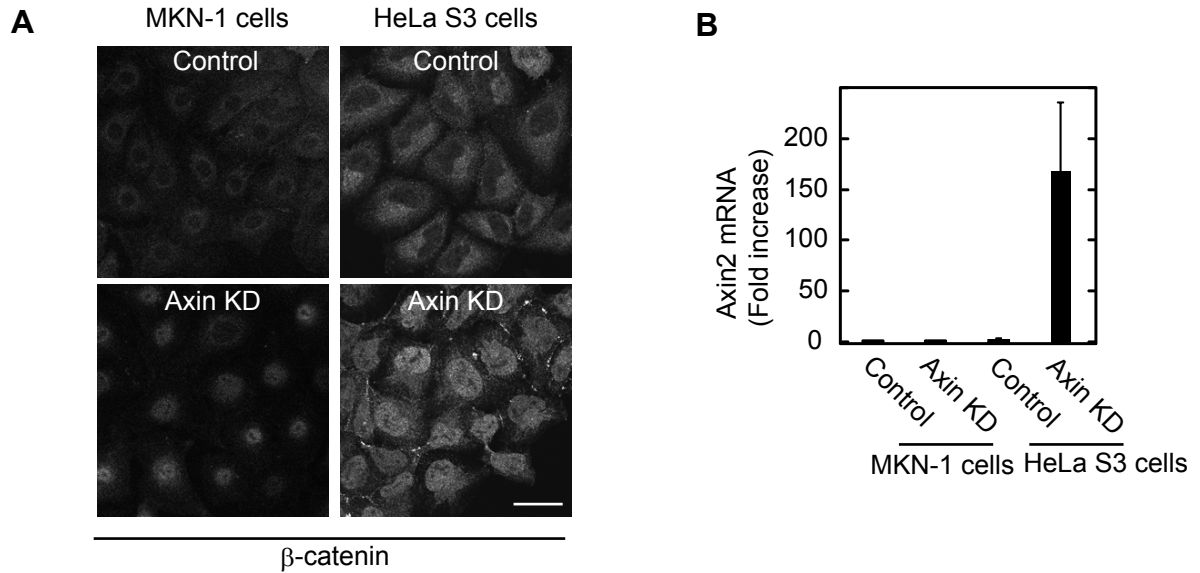 A
MKN-1 cells HeLa S3 cells
Control Control
Axin KD Axin KD
β-catenin
B
Axin2 mRNA
(Fold increase)
200
150
100
50
0
Control Axin KD Control Axin KD
MKN-1 cells HeLa S3 cells